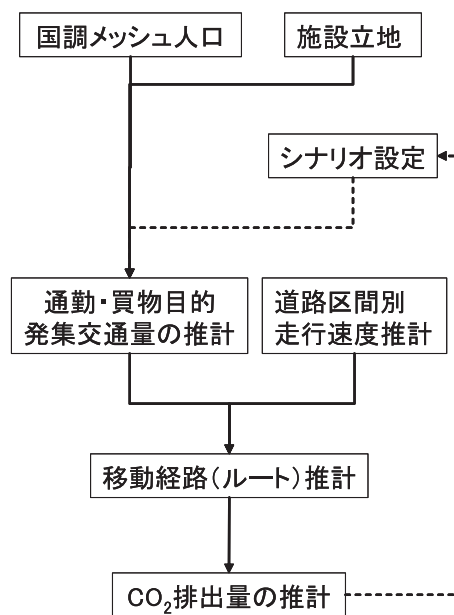 国調メッシュ人口
施設立地
シナリオ設定
通勤・買物目的
発集交通量の推計
道路区間別
走行速度推計
移動経路（ルート）推計
CO₂排出量の推計